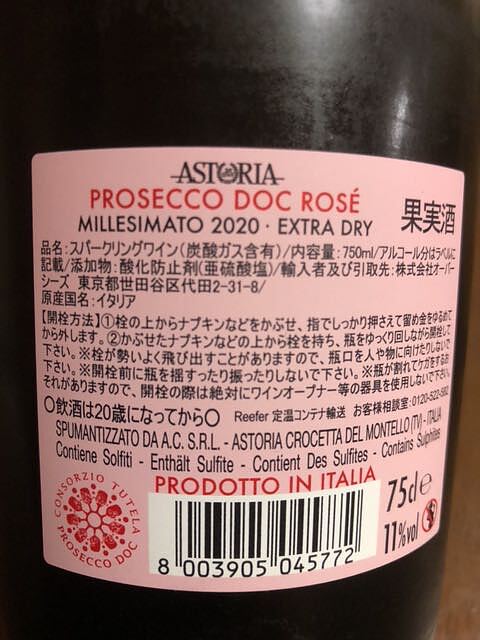 ASTORIA
PROSECCO DOC ROSÉ
MILLESIMATO 2020 · EXTRA DRY
果実酒
品名:スパークリングワイン(炭酸ガス含有)/内容量:750ml/アルコール分はラベルに
記載/添加物:酸化防止剤(亜硫酸塩)/輸入者及び引取先:株式会社オーバー
シーズ 東京都世田谷区代田2-31-8/
原産国名:イタリア
【開栓方法】①栓の上からナプキンなどをかぶせ、指でしっかり押さえて留め金をゆるめて
から外します。②かぶせたナプキンなどの上から栓を持ち、瓶をゆっくり回しながら開栓して
下さい。※栓が勢いよく飛び出すことがありますので、瓶口を人や物に向けたりしないで
下さい。※開栓前に瓶を揺すったり振ったりしないで下さい。※瓶が割れてケガをするおそ
それがありますので、開栓の際は絶対にワインオープナー等の器具を使用しないで下さい。
〇飲酒は20歳になってから〇 Reefer 定温コンテナ輸送 お客様相談室:0120-522-582
SPUMANTIZZATO DA A.C. S.R.L. - ASTORIA CROCETTA DEL MONTELLO (TV) - ITALIA
Contiene Solfiti - Enthält Sulfite - Contient Des Sulfites - Contains Sulphites
PRODOTTO IN ITALIA
CONSORZIO TUTELA
PROSECCO DOC
75cl e
11%vol
8 003905 045772